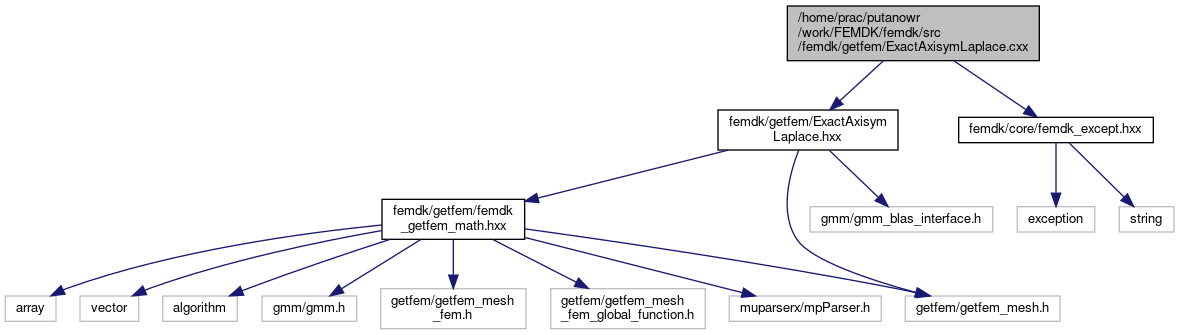 /home/prac/putanowr
/work/FEMDK/femdk/src
/femdk/getfem/ExactAxisymLaplace.cxx
femdk/getfem/ExactAxisym
Laplace.hxx
femdk/core/femdk_except.hxx
femdk/getfem/femdk
_getfem_math.hxx
gmm/gmm_blas_interface.h
exception
string
array
vector
algorithm
gmm/gmm.h
getfem/getfem_mesh
_fem.h
getfem/getfem_mesh
_fem_global_function.h
muparserx/mpParser.h
getfem/getfem_mesh.h